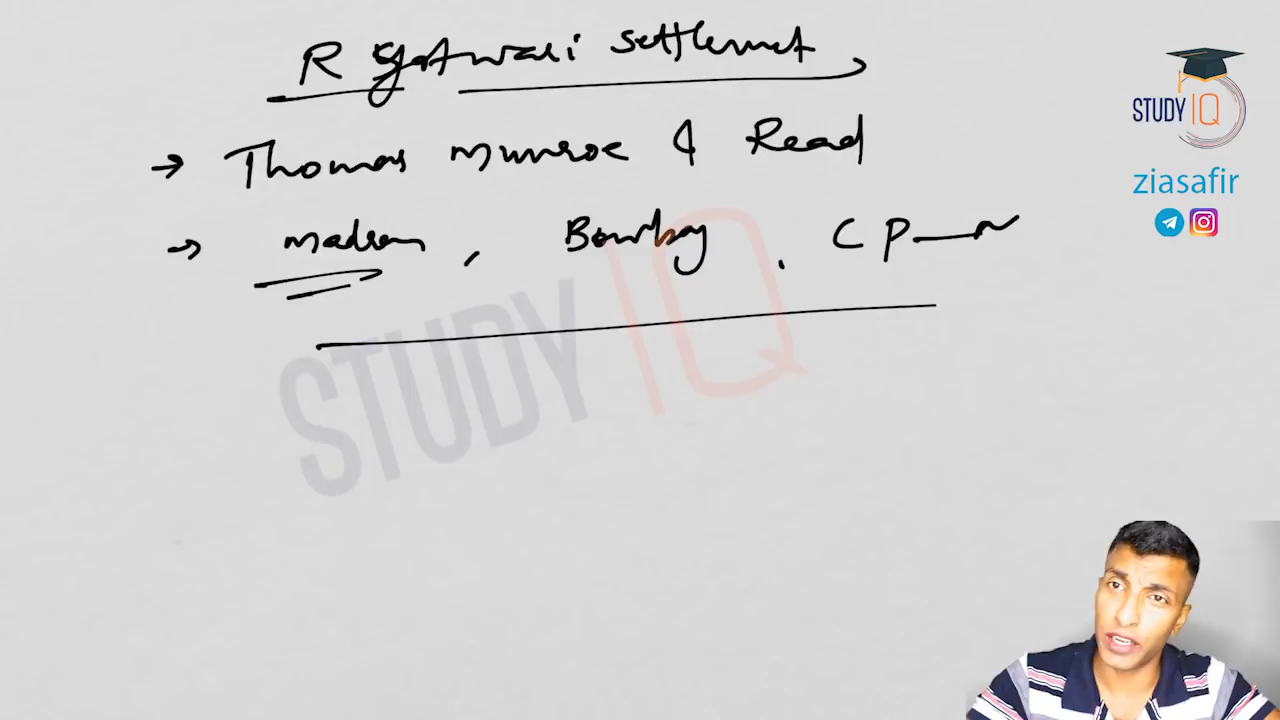 Ryotwari Settlement
→ Thomas Munroe & Read
→ Madras, Bombay, CP
STUDY IQ
STUDY IQ
ziasafir